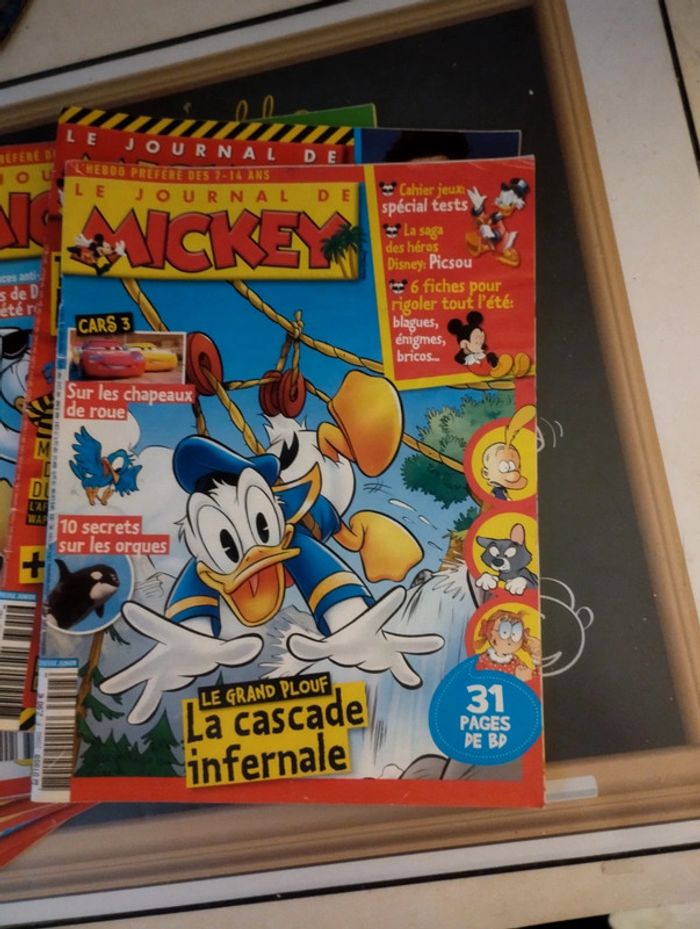 LE JOURNAL DE
L'HEBDO PRÉFÉRÉ DES 7-14 ANS
LE JOURNAL DE
MICKEY
Cahier jeux:
spécial tests
La saga
des héros
Disney: Picsou
6 fiches pour
rigoler tout l'été:
blagues,
énigmes,
bricos...
CARS 3
Sur les chapeaux
de roue
10 secrets
sur les orques
LE GRAND PLOUF
La cascade
infernale
31
PAGES
DE BD